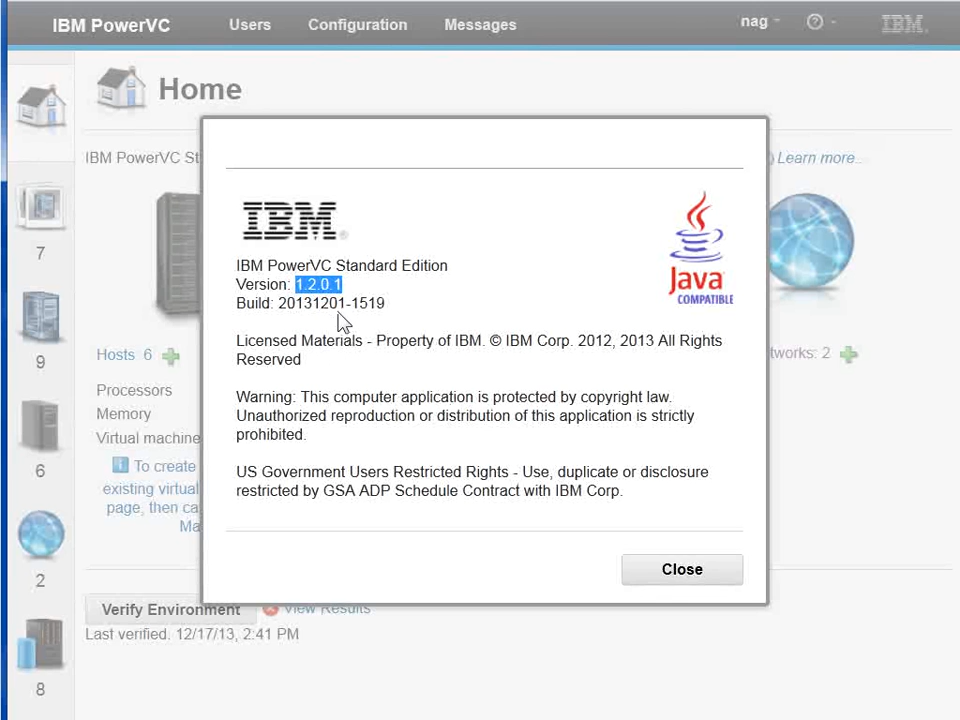 IBM PowerVC Users Configuration Messages nag IBM
Home
IBM PowerVC St Learn more..
7
IBM
IBM PowerVC Standard Edition
Version: 1.2.0.1
Build: 20131201-1519
Java
COMPATIBLE
Licensed Materials - Property of IBM. © IBM Corp. 2012, 2013 All Rights
Reserved
Hosts 6 tworks: 2
9
Processors
Memory
Virtual machine
Warning: This computer application is protected by copyright law.
Unauthorized reproduction or distribution of this application is strictly
prohibited.
6
To create
existing virtual
page, then ca
Ma
US Government Users Restricted Rights - Use, duplicate or disclosure
restricted by GSA ADP Schedule Contract with IBM Corp.
2
Close
Verify Environment View Results
Last verified. 12/17/13, 2:41 PM
8